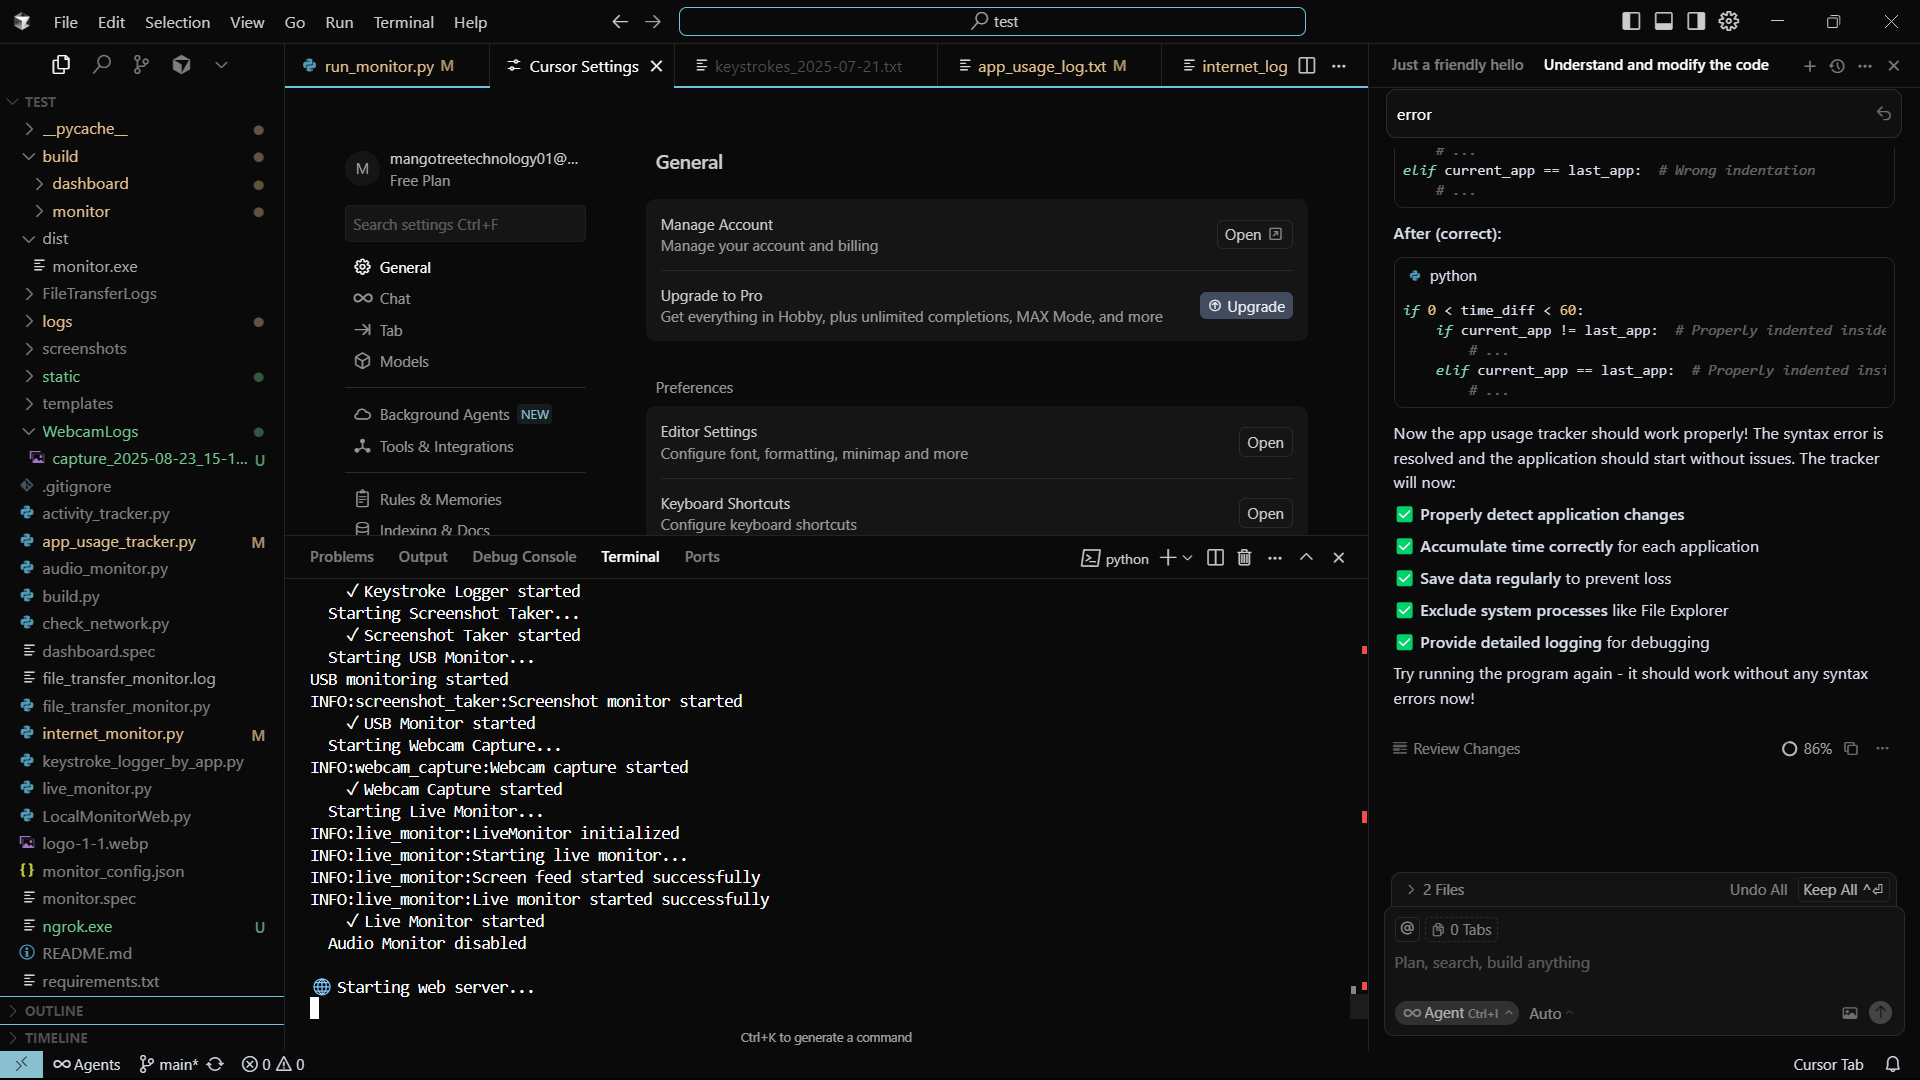 File Edit Selection View Go Run Terminal Help
test
run_monitor.py M
Cursor Settings
keystrokes_2025-07-21.txt
app_usage_log.txt M
internet_log
Just a friendly hello
Understand and modify the code
TEST
__pycache__
build
dashboard
monitor
dist
monitor.exe
FileTransferLogs
logs
screenshots
static
templates
WebcamLogs
capture_2025-08-23_15-1... U
.gitignore
activity_tracker.py
app_usage_tracker.py M
audio_monitor.py
build.py
check_network.py
dashboard.spec
file_transfer_monitor.log
file_transfer_monitor.py
internet_monitor.py M
keystroke_logger_by_app.py
live_monitor.py
LocalMonitorWeb.py
logo-1-1.webp
monitor_config.json
monitor.spec
ngrok.exe U
README.md
requirements.txt
OUTLINE
TIMELINE
M
mangotreetechnology01@...
Free Plan
Search settings Ctrl+F
General
Chat
Tab
Models
Background Agents NEW
Tools & Integrations
Rules & Memories
Indexing & Docs
General
Manage Account
Manage your account and billing
Open
Upgrade to Pro
Get everything in Hobby, plus unlimited completions, MAX Mode, and more
Upgrade
Preferences
Editor Settings
Configure font, formatting, minimap and more
Open
Keyboard Shortcuts
Configure keyboard shortcuts
Open
Problems Output Debug Console Terminal Ports
python
✓ Keystroke Logger started
Starting Screenshot Taker...
✓ Screenshot Taker started
Starting USB Monitor...
USB monitoring started
INFO:screenshot_taker:Screenshot monitor started
✓ USB Monitor started
Starting Webcam Capture...
INFO:webcam_capture:Webcam capture started
✓ Webcam Capture started
Starting Live Monitor...
INFO:live_monitor:LiveMonitor initialized
INFO:live_monitor:Starting live monitor...
INFO:live_monitor:Screen feed started successfully
INFO:live_monitor:Live monitor started successfully
✓ Live Monitor started
Audio Monitor disabled
🌐 Starting web server...
Ctrl+K to generate a command
error
# ...
elif current_app == last_app:  # Wrong indentation
# ...
After (correct):
python
if 0 < time_diff < 60:
if current_app != last_app:  # Properly indented inside
# ...
elif current_app == last_app:  # Properly indented insi
# ...
Now the app usage tracker should work properly! The syntax error is
resolved and the application should start without issues. The tracker
will now:
✅ Properly detect application changes
✅ Accumulate time correctly for each application
✅ Save data regularly to prevent loss
✅ Exclude system processes like File Explorer
✅ Provide detailed logging for debugging
Try running the program again - it should work without any syntax
errors now!
Review Changes
86%
2 Files
Undo All Keep All ^⏎
@ 0 Tabs
Plan, search, build anything
∞ Agent Ctrl+I
Auto
Agents main* 0 0
Cursor Tab